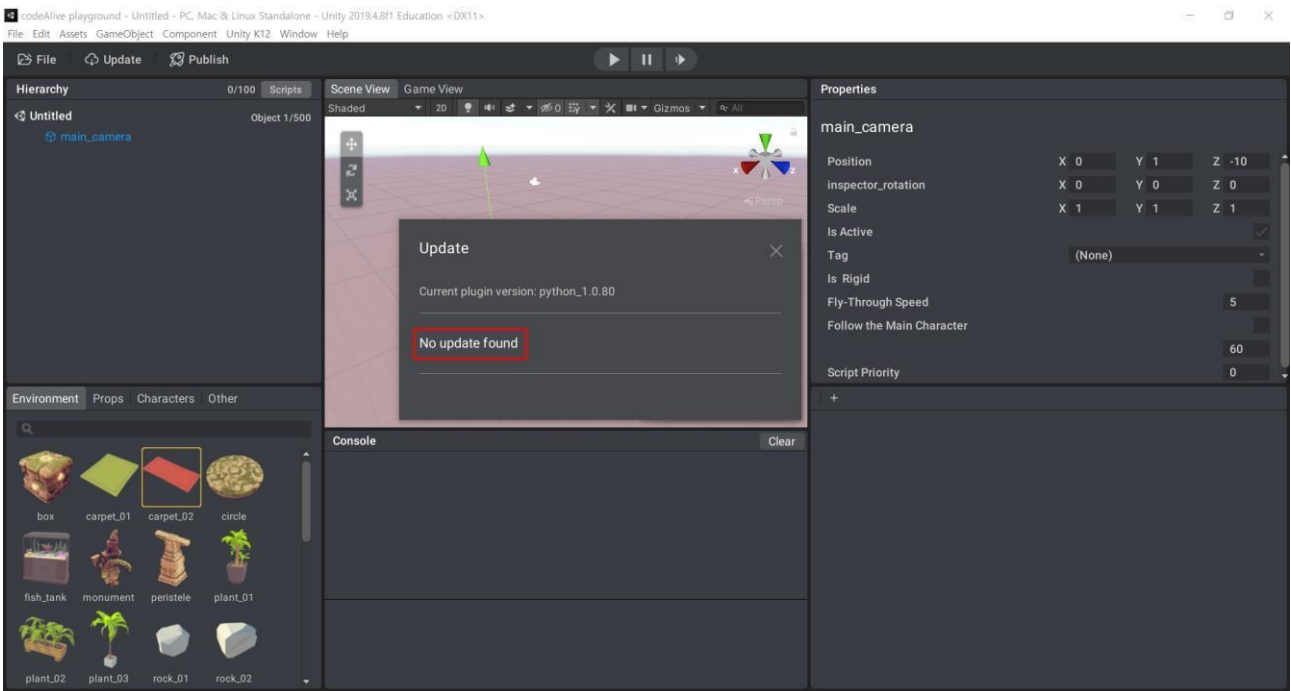 codeAlive playground - Untitled - PC, Mac & Linux Standalone - Unity 2019.4.8f1 Education <DX11>
File Edit Assets GameObject Component Unity K12 Window Help
File Update Publish
Hierarchy 0/100 Scripts
Untitled Object 1/500
main_camera
Scene View Game View
Shaded 2D 0 Gizmos All
x z
Persp
Update
Current plugin version: python_1.0.80
No update found
Properties
main_camera
Position X 0 Y 1 Z -10
inspector_rotation X 0 Y 0 Z 0
Scale X 1 Y 1 Z 1
Is Active
Tag (None)
Is Rigid
Fly-Through Speed 5
Follow the Main Character
60
Script Priority 0
+
Environment Props Characters Other
box carpet_01 carpet_02 circle
fish_tank monument peristele plant_01
plant_02 plant_03 rock_01 rock_02
Console Clear